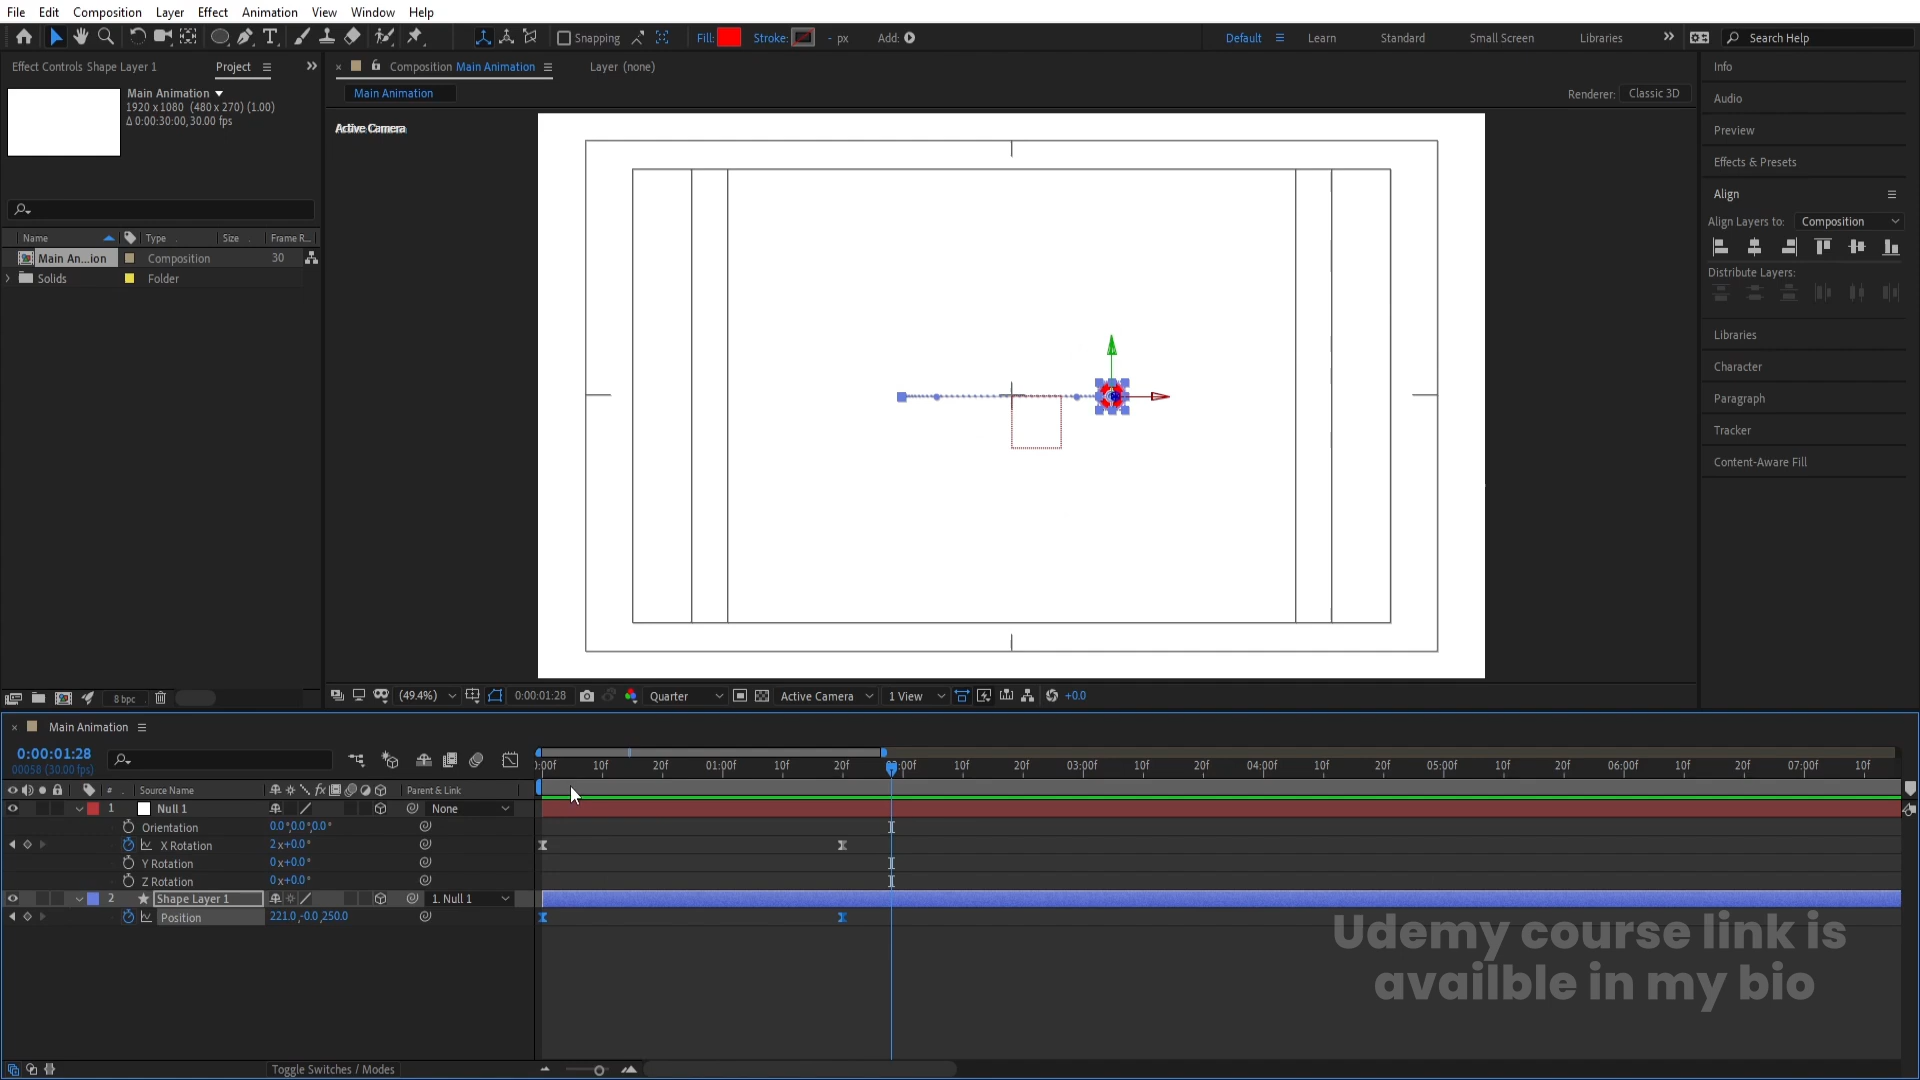 File Edit Composition Layer Effect Animation View Window Help
Snapping Fill: Stroke: - px Add: Default Learn Standard Small Screen Libraries Search Help
Effect Controls Shape Layer 1 Project
Composition Main Animation Layer (none)
Main Animation
Renderer: Classic 3D
Main Animation
1920 x 1080 (480 x 270) (1.00)
Δ 0:00:30:00, 30.00 fps
Active Camera
Name Type Size Frame R...
Main An...ion Composition 30
Solids Folder
Info
Audio
Preview
Effects & Presets
Align
Align Layers to: Composition
Distribute Layers:
Libraries
Character
Paragraph
Tracker
Content-Aware Fill
8 bpc
(49.4%) 0:00:01:28 Quarter Active Camera 1 View +0.0
Main Animation
0:00:01:28
00058 (30.00 fps)
):00f 10f 20f 01:00f 10f 20f 02:00f 10f 20f 03:00f 10f 20f 04:00f 10f 20f 05:00f 10f 20f 06:00f 10f 20f 07:00f 10f
# Source Name Parent & Link
1 Null 1 None
Orientation 0.0°,0.0°,0.0°
X Rotation 2x+0.0°
Y Rotation 0x+0.0°
Z Rotation 0x+0.0°
2 Shape Layer 1 1. Null 1
Position 221.0,-0.0,250.0
Udemy course link is
availble in my bio
Toggle Switches / Modes